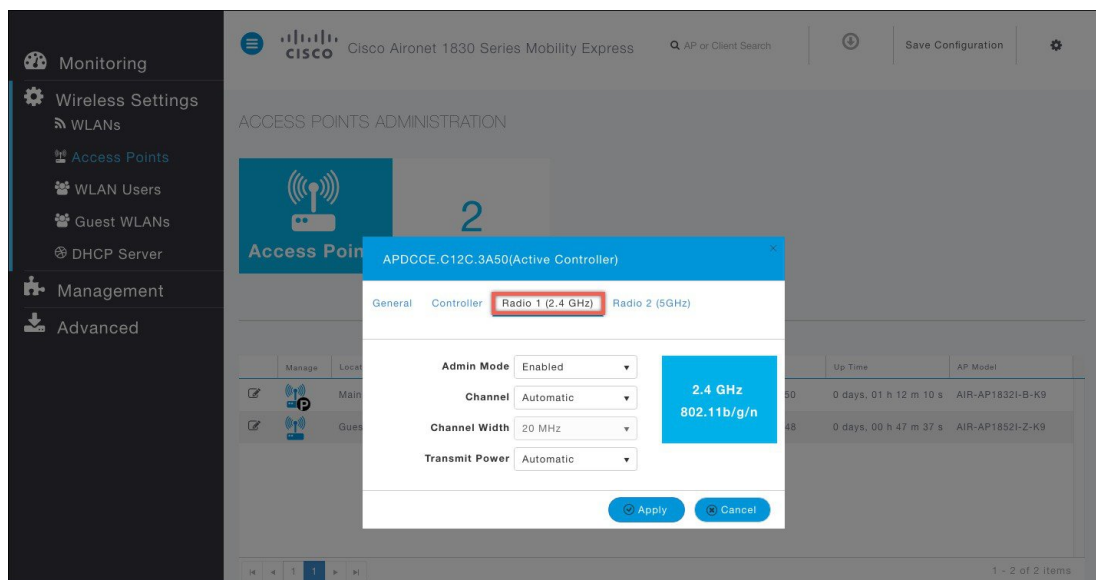 Monitoring
Wireless Settings
WLANs
Access Points
WLAN Users
Guest WLANs
DHCP Server
Management
Advanced
CISCO Cisco Aironet 1830 Series Mobility Express
AP or Client Search
Save Configuration
ACCESS POINTS ADMINISTRATION
2
Access Poin
APDCCE.C12C.3A50(Active Controller)
×
General Controller Radio 1 (2.4 GHz) Radio 2 (5GHz)
Admin Mode Enabled
Channel Automatic
Channel Width 20 MHz
Transmit Power Automatic
2.4 GHz
802.11b/g/n
Apply Cancel
Manage Locat Up Time AP Model
P Main 50 0 days, 01 h 12 m 10 s AIR-AP1832I-B-K9
Gues 48 0 days, 00 h 47 m 37 s AIR-AP1852I-Z-K9
1 1 1 - 2 of 2 items